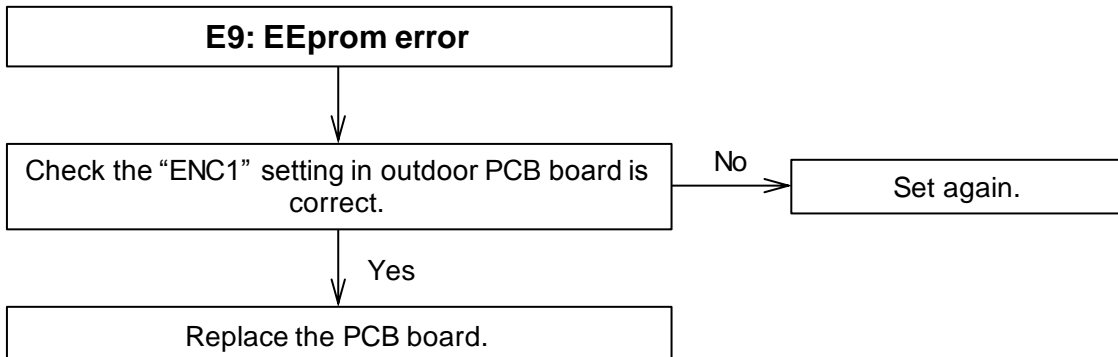 E9: EEprom error
Check the “ENC1” setting in outdoor PCB board is
correct.
No
Set again.
Yes
Replace the PCB board.